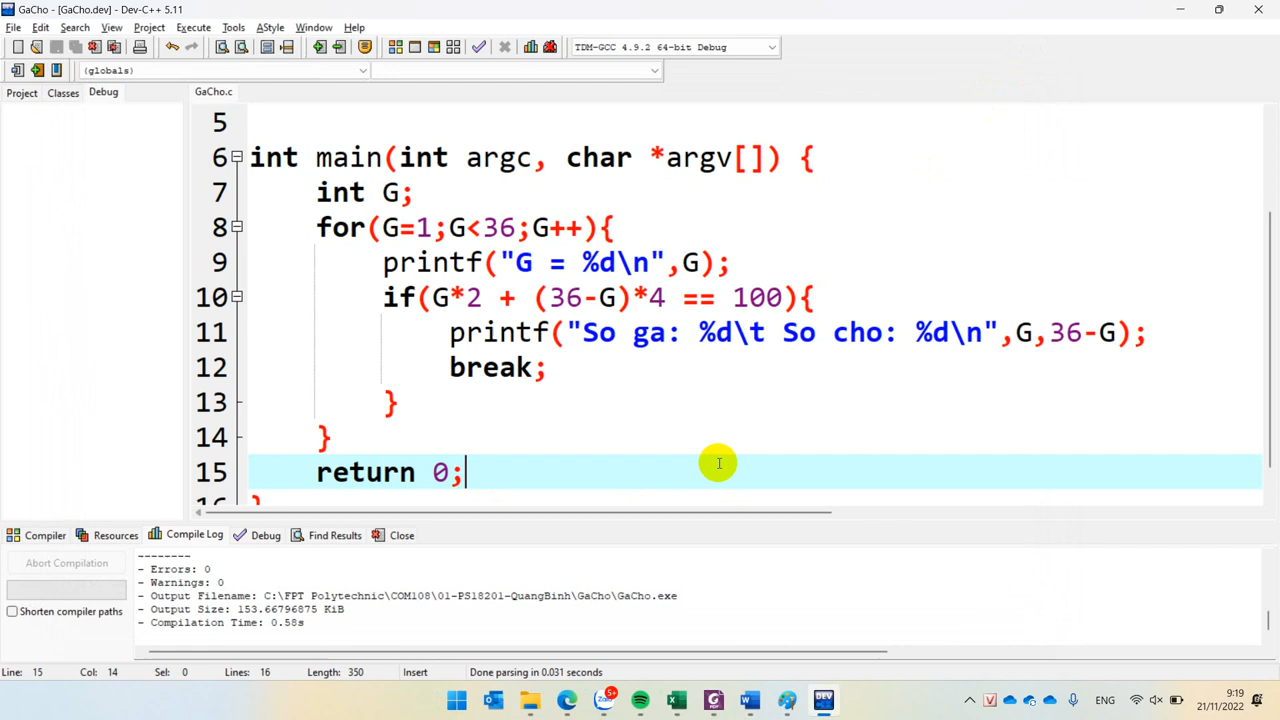 GaCho - [GaCho.dev] - Dev-C++ 5.11
File Edit Search View Project Execute Tools AStyle Window Help
TDM-GCC 4.9.2 64-bit Debug
(globals)
Project Classes Debug
GaCho.c
5
6 int main(int argc, char *argv[]) {
7 int G;
8 for(G=1;G<36;G++){
9 printf("G = %d\n",G);
10 if(G*2 + (36-G)*4 == 100){
11 printf("So ga: %d\t So cho: %d\n",G,36-G);
12 break;
13 }
14 }
15 return 0;
16 }
Compiler Resources Compile Log Debug Find Results Close
Abort Compilation
Shorten compiler paths
--------
- Errors: 0
- Warnings: 0
- Output Filename: C:\FPT Polytechnic\COM108\01-PS18201-QuangBinh\GaCho\GaCho.exe
- Output Size: 153.66796875 KiB
- Compilation Time: 0.58s
Line: 15 Col: 14 Sel: 0 Lines: 16 Length: 350 Insert Done parsing in 0.031 seconds
Zalo 5+ DEV
V ENG 9:19
21/11/2022